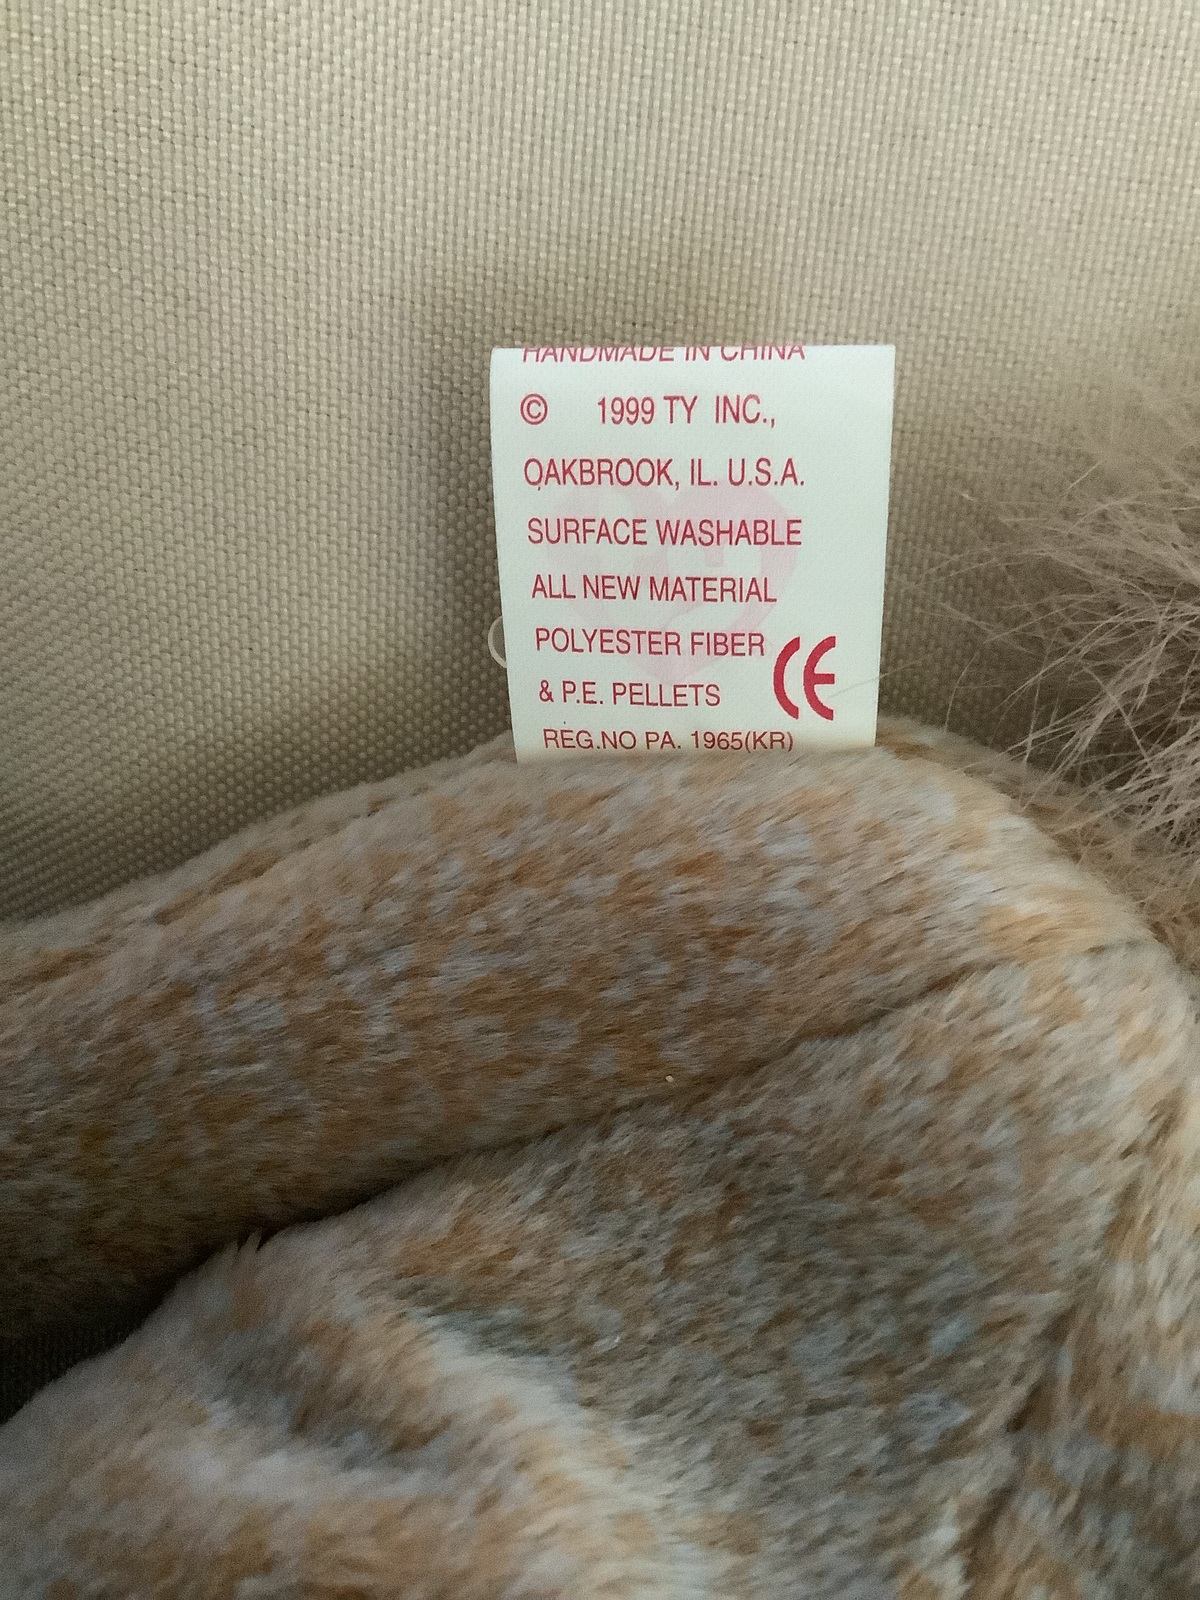 HANDMADE IN CHINA
© 1999 TY INC.,
OAKBROOK, IL. U.S.A.
SURFACE WASHABLE
ALL NEW MATERIAL
POLYESTER FIBER
& P.E. PELLETS CE
REG.NO PA. 1965(KR)